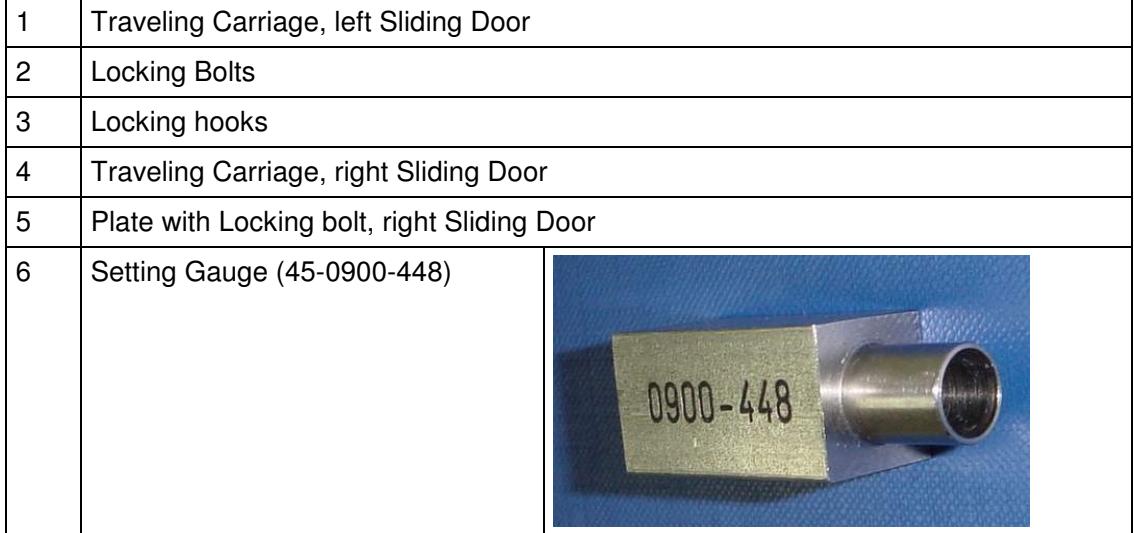 1 Traveling Carriage, left Sliding Door
2 Locking Bolts
3 Locking hooks
4 Traveling Carriage, right Sliding Door
5 Plate with Locking bolt, right Sliding Door
6 Setting Gauge (45-0900-448)
0900-448